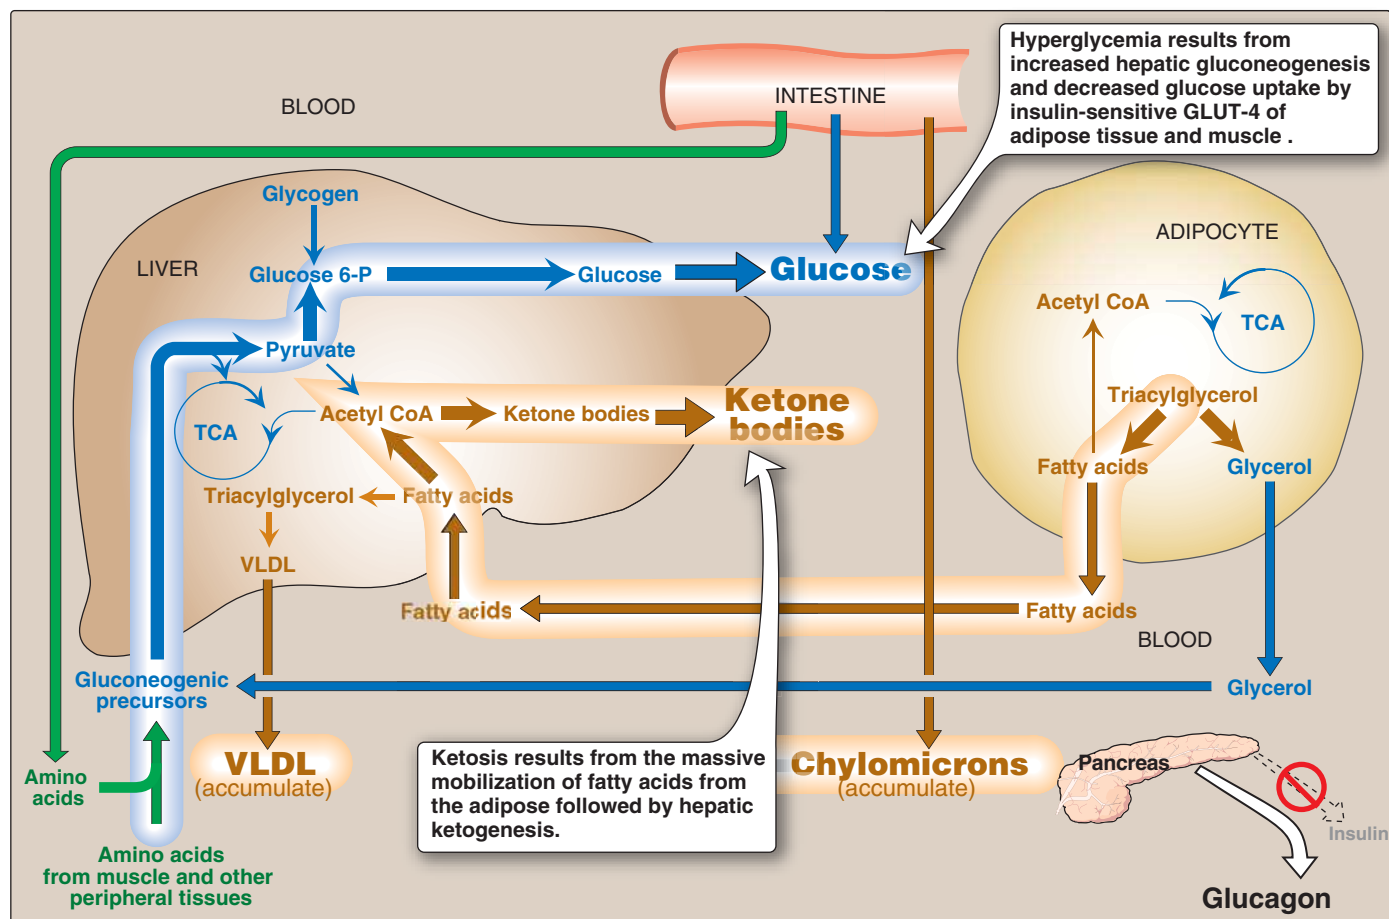 Hyperglycemia results from
increased hepatic gluconeogenesis
and decreased glucose uptake by
insulin-sensitive GLUT-4 of
adipose tissue and muscle .
BLOOD
INTESTINE
LIVER
Glycogen
Glucose 6-P
Glucose
Glucose
Pyruvate
TCA
Acetyl CoA
Ketone bodies
Ketone
bodies
Triacylglycerol
Fatty acids
VLDL
Fatty acids
ADIPOCYTE
Acetyl CoA
TCA
Triacylglycerol
Fatty acids
Glycerol
Fatty acids
BLOOD
Glycerol
Gluconeogenic
precursors
VLDL
(accumulate)
Amino
acids
Amino acids
from muscle and other
peripheral tissues
Ketosis results from the massive
mobilization of fatty acids from
the adipose followed by hepatic
ketogenesis.
Chylomicrons
(accumulate)
Pancreas
Insulin
Glucagon